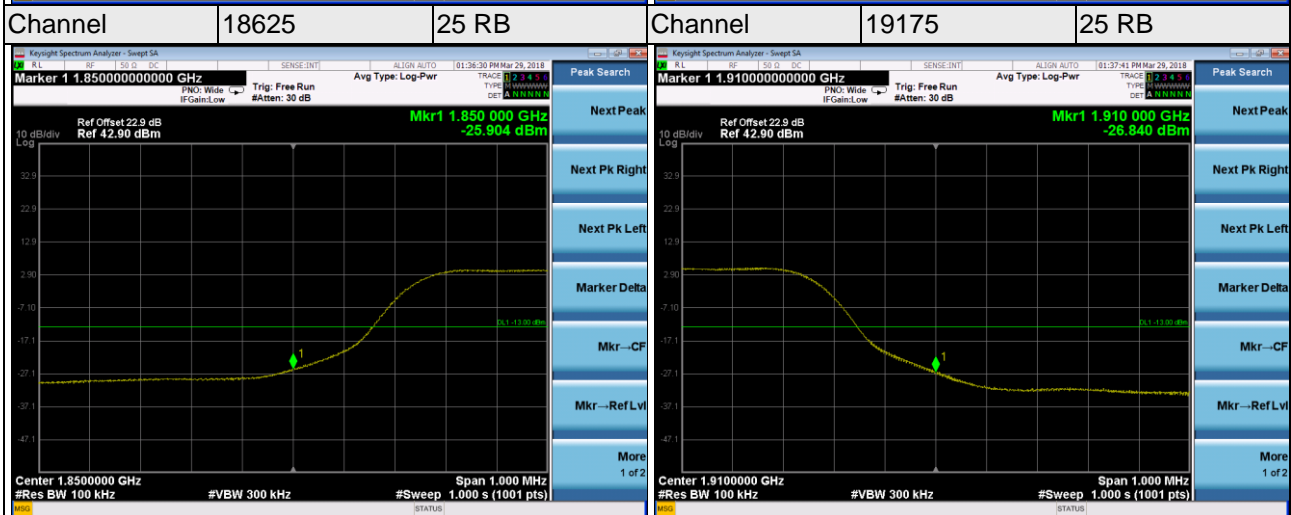 Channel 18625 25 RB Channel 19175 25 RB
Keysight Spectrum Analyzer - Swept SA
RL RF 50 Ω DC SENSE:INT ALIGN AUTO 01:36:30 PM Mar 29, 2018
Marker 1 1.850000000000 GHz
PNO: Wide
IFGain:Low
Trig: Free Run
#Atten: 30 dB
Avg Type: Log-Pwr
TRACE 1 2 3 4 5 6
TYPE M WWWWW
DET A N N N N N
Ref Offset 22.9 dB
Ref 42.90 dBm
10 dB/div
Log
Mkr1 1.850 000 GHz
-25.904 dBm
32.9
22.9
12.9
2.90
-7.10
-17.1
-27.1
-37.1
-47.1
DL1 -13.00 dBm
1
Center 1.8500000 GHz
Span 1.000 MHz
#Res BW 100 kHz
#VBW 300 kHz
#Sweep 1.000 s (1001 pts)
MSG
STATUS
Peak Search
Next Peak
Next Pk Right
Next Pk Left
Marker Delta
Mkr→CF
Mkr→Ref Lvl
More
1 of 2
Keysight Spectrum Analyzer - Swept SA
RL RF 50 Ω DC SENSE:INT ALIGN AUTO 01:37:41 PM Mar 29, 2018
Marker 1 1.910000000000 GHz
PNO: Wide
IFGain:Low
Trig: Free Run
#Atten: 30 dB
Avg Type: Log-Pwr
TRACE 1 2 3 4 5 6
TYPE M WWWWW
DET A N N N N N
Ref Offset 22.9 dB
Ref 42.90 dBm
10 dB/div
Log
Mkr1 1.910 000 GHz
-26.840 dBm
32.9
22.9
12.9
2.90
-7.10
-17.1
-27.1
-37.1
-47.1
DL1 -13.00 dBm
1
Center 1.9100000 GHz
Span 1.000 MHz
#Res BW 100 kHz
#VBW 300 kHz
#Sweep 1.000 s (1001 pts)
MSG
STATUS
Peak Search
Next Peak
Next Pk Right
Next Pk Left
Marker Delta
Mkr→CF
Mkr→Ref Lvl
More
1 of 2